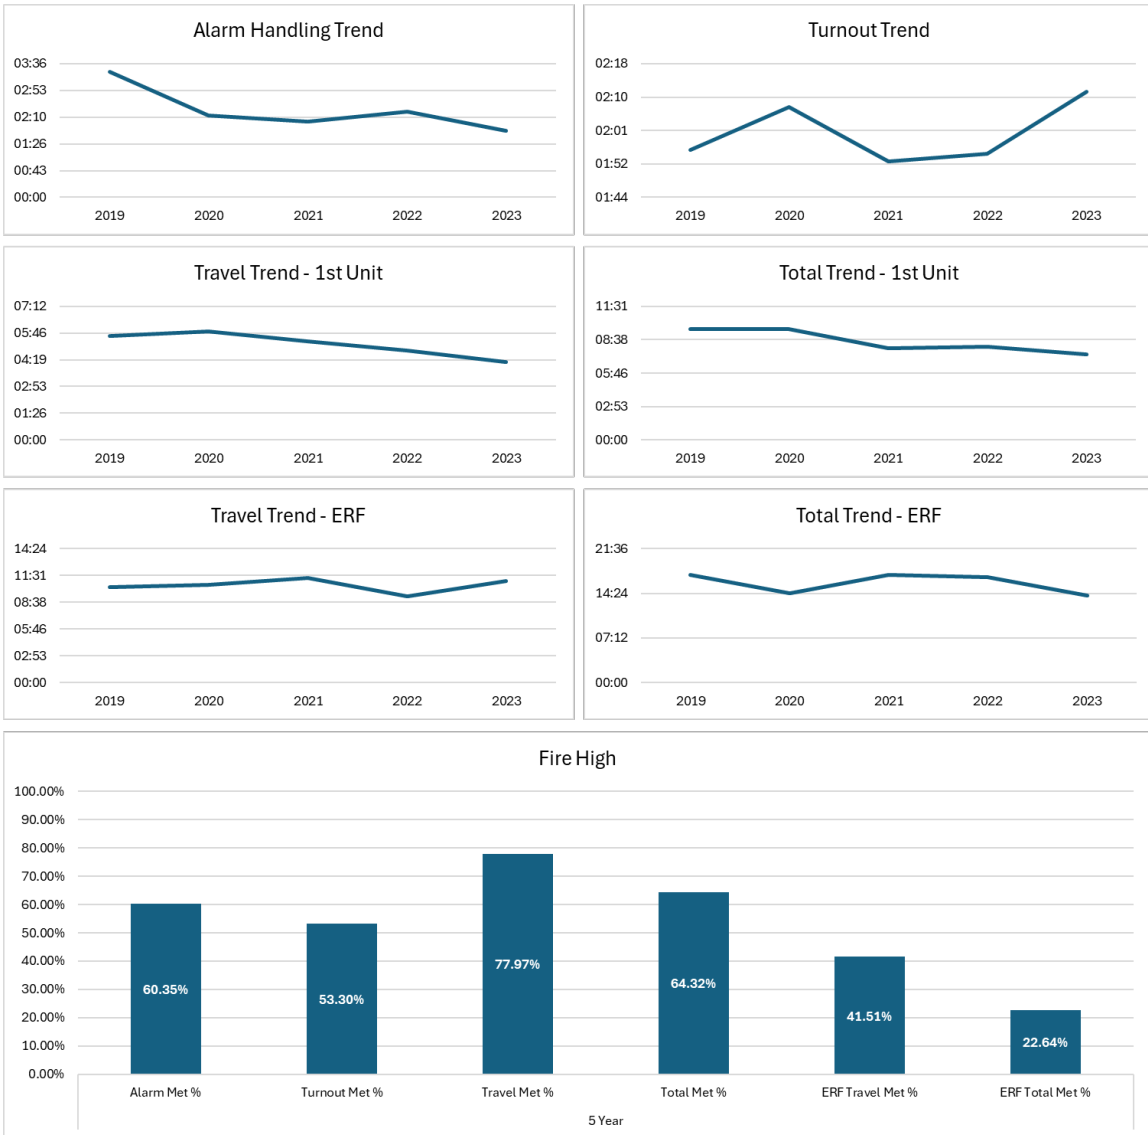 Alarm Handling Trend
03:36
02:53
02:10
01:26
00:43
00:00
2019 2020 2021 2022 2023
Turnout Trend
02:18
02:10
02:01
01:52
01:44
2019 2020 2021 2022 2023
Travel Trend - 1st Unit
07:12
05:46
04:19
02:53
01:26
00:00
2019 2020 2021 2022 2023
Total Trend - 1st Unit
11:31
08:38
05:46
02:53
00:00
2019 2020 2021 2022 2023
Travel Trend - ERF
14:24
11:31
08:38
05:46
02:53
00:00
2019 2020 2021 2022 2023
Total Trend - ERF
21:36
14:24
07:12
00:00
2019 2020 2021 2022 2023
Fire High
100.00%
90.00%
80.00%
70.00%
60.00%
50.00%
40.00%
30.00%
20.00%
10.00%
0.00%
60.35% 53.30% 77.97% 64.32% 41.51% 22.64%
Alarm Met % Turnout Met % Travel Met % Total Met % ERF Travel Met % ERF Total Met %
5 Year